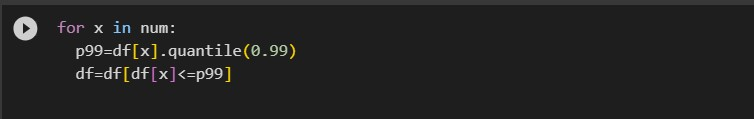 for x in num:
  p99=df[x].quantile(0.99)
  df=df[df[x]<=p99]